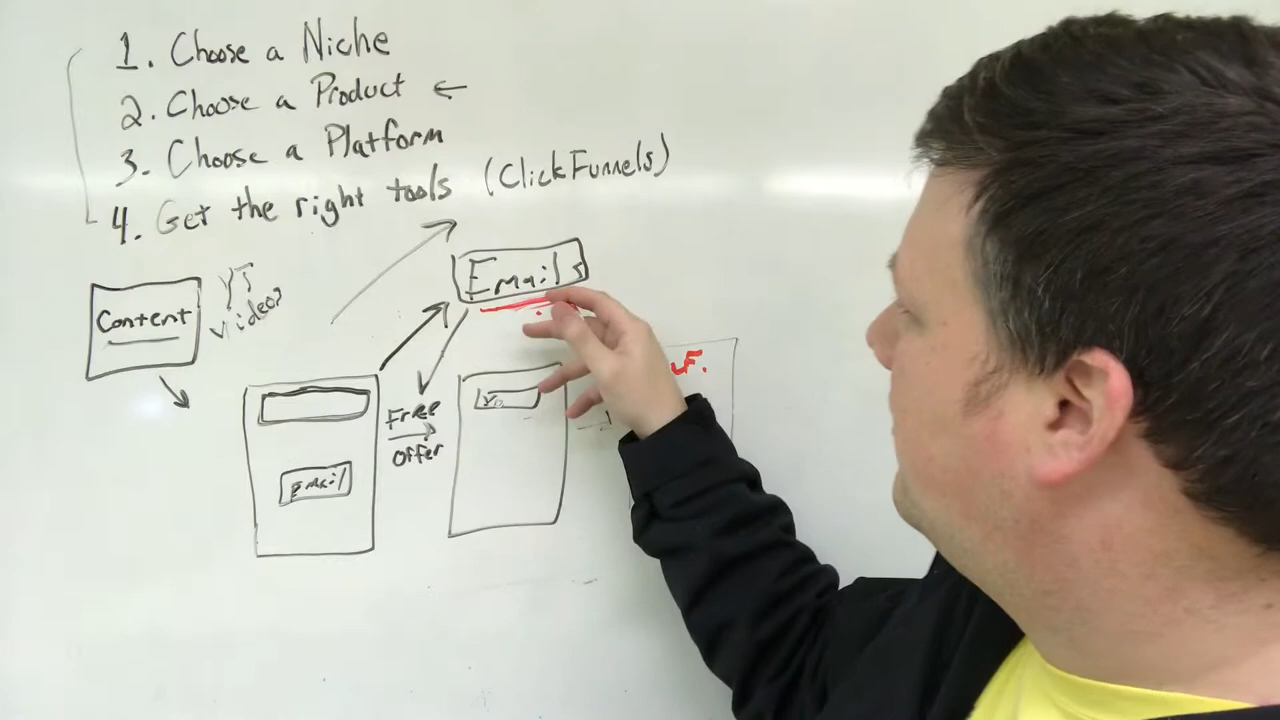 1. Choose a Niche
2. Choose a Product ←
3. Choose a Platform
4. Get the right tools (ClickFunnels)
Emails
Content
YT
Video?
Free
Offer
Email